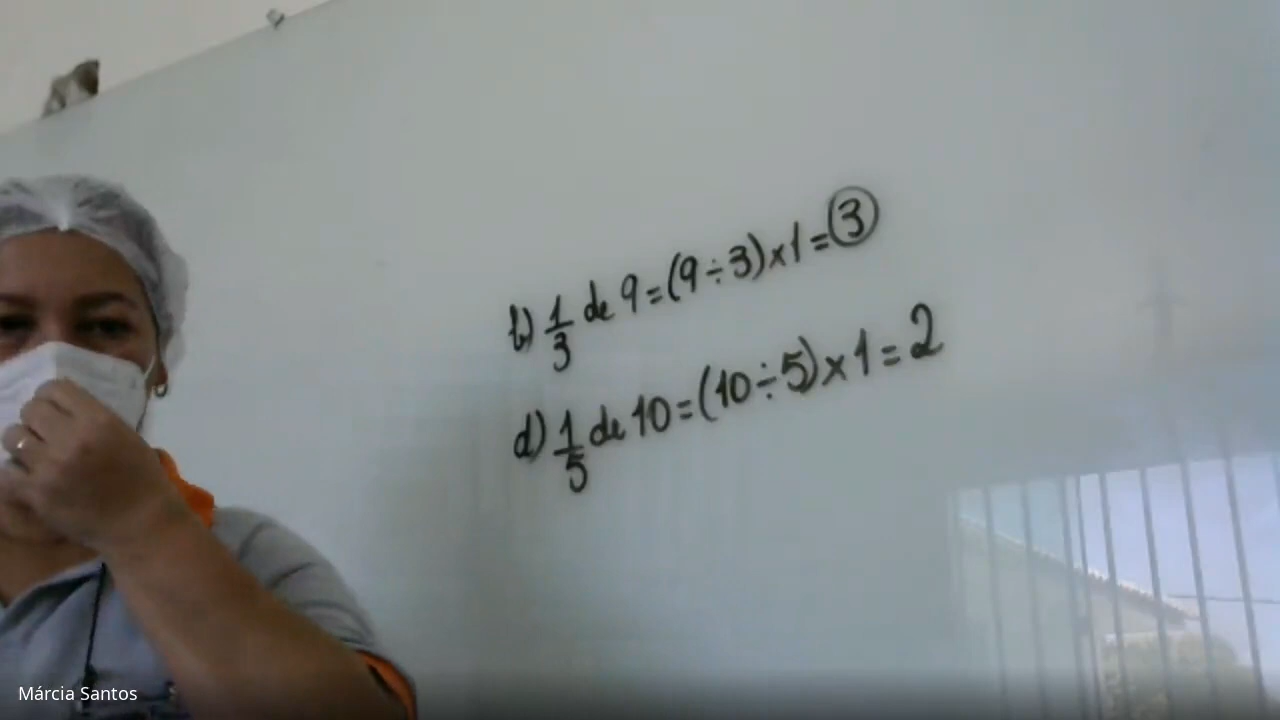 b) 1/3 de 9 = (9 ÷ 3) x 1 = 3
d) 1/5 de 10 = (10 ÷ 5) x 1 = 2
Márcia Santos